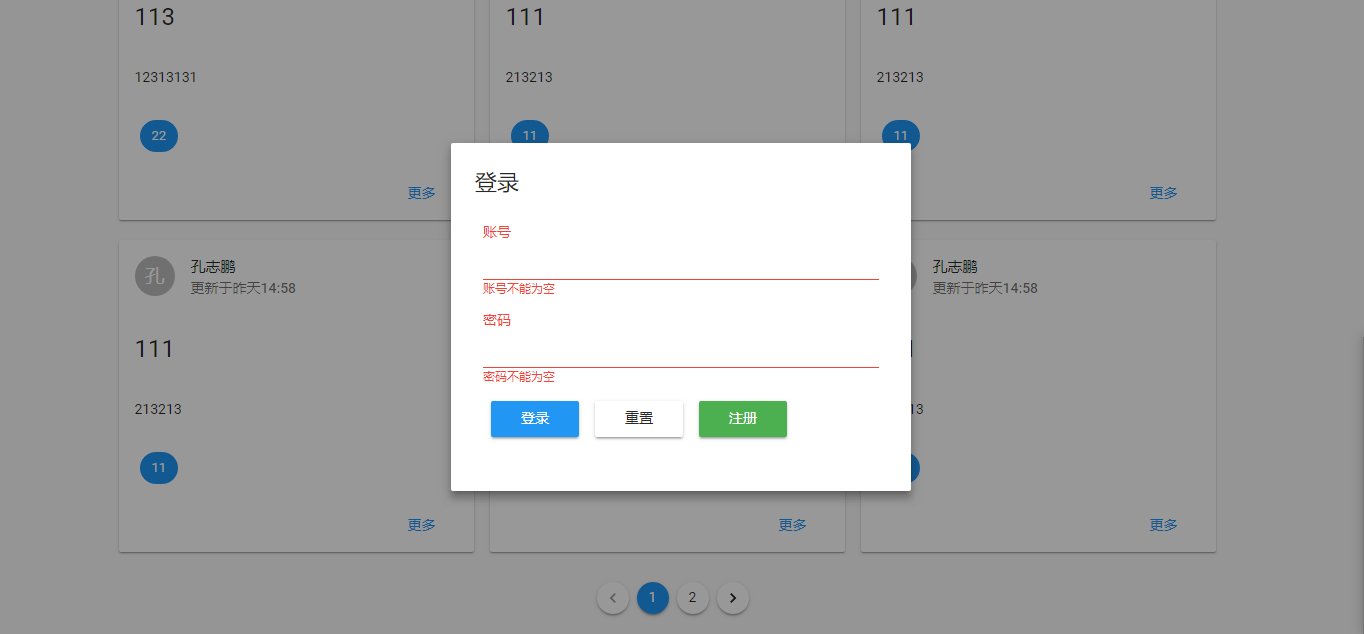 113
111
111
12313131
213213
213213
22
11
11
更多
更多
登录
账号
账号不能为空
密码
密码不能为空
登录
重置
注册
孔
孔志鹏
更新于昨天14:58
孔志鹏
更新于昨天14:58
111
213213
13
11
更多
更多
更多
1
2